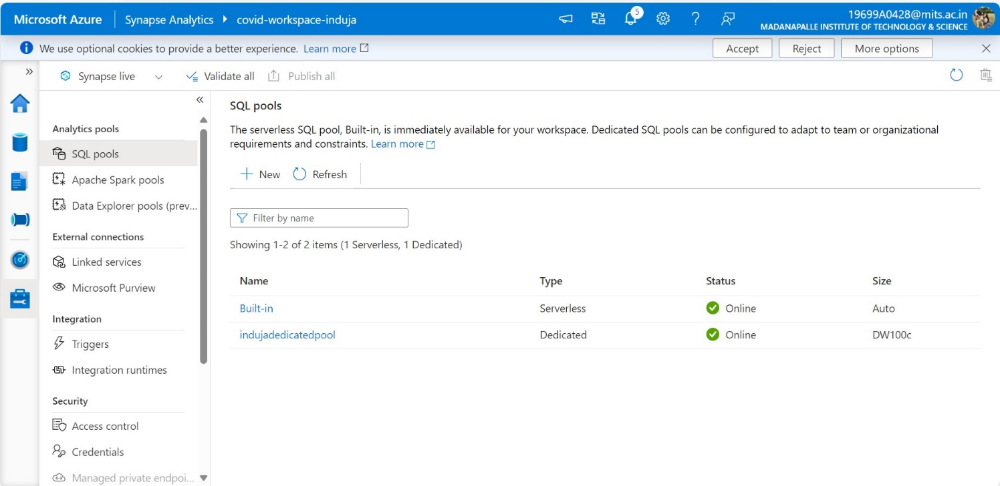 Microsoft Azure Synapse Analytics covid-workspace-induja 5 19699A0428@mits.ac.in
MADANAPALLE INSTITUTE OF TECHNOLOGY & SCIENCE
We use optional cookies to provide a better experience. Learn more Accept Reject More options
Synapse live Validate all Publish all
Analytics pools
SQL pools
Apache Spark pools
Data Explorer pools (prev...
External connections
Linked services
Microsoft Purview
Integration
Triggers
Integration runtimes
Security
Access control
Credentials
Managed private endpoi...
SQL pools
The serverless SQL pool, Built-in, is immediately available for your workspace. Dedicated SQL pools can be configured to adapt to team or organizational
requirements and constraints. Learn more
New Refresh
Filter by name
Showing 1-2 of 2 items (1 Serverless, 1 Dedicated)
Name Type Status Size
Built-in Serverless Online Auto
indujadedicatedpool Dedicated Online DW100c